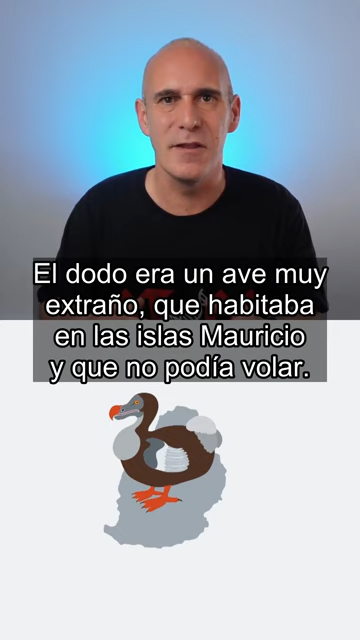 El dodo era un ave muy
extraño, que habitaba
en las islas Mauricio
y que no podía volar.